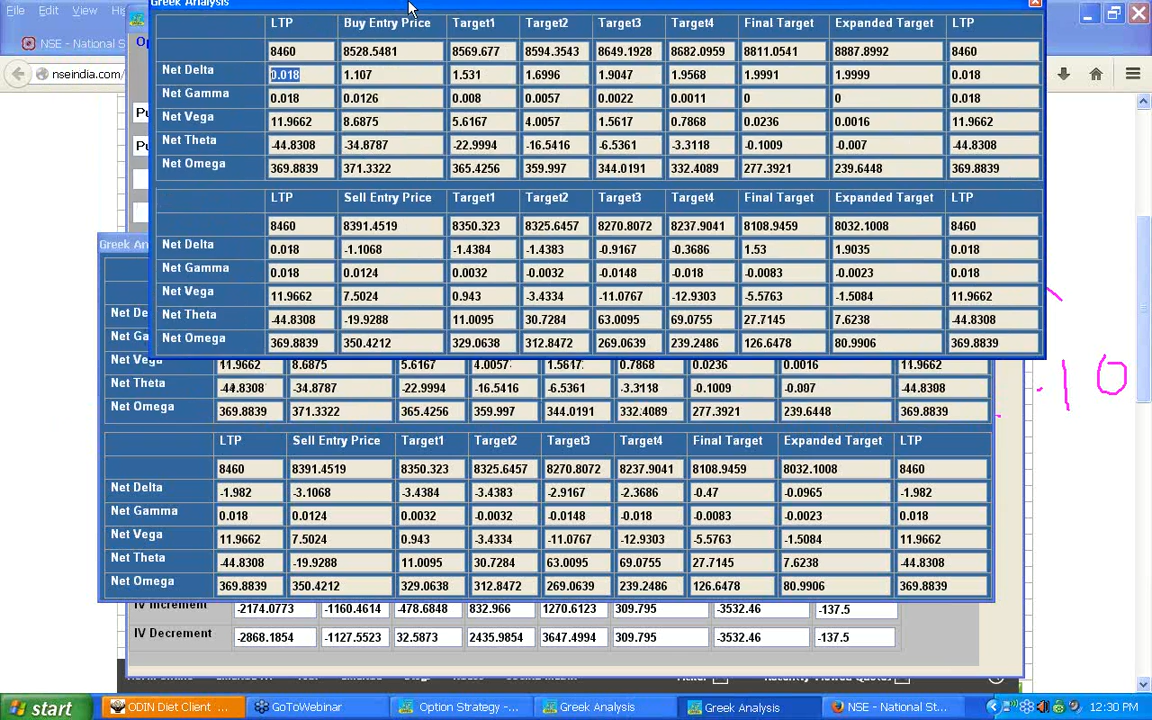 Greek Analysis
File Edit View
LTP Buy Entry Price Target1 Target2 Target3 Target4 Final Target Expanded Target LTP
8460 8528.5481 8569.677 8594.3543 8649.1928 8682.0959 8811.0541 8887.8992 8460
NSE - National S
nseindia.com/
Net Delta 0.018 1.107 1.531 1.6996 1.9047 1.9568 1.9991 1.9999 0.018
Net Gamma 0.018 0.0126 0.008 0.0057 0.0022 0.0011 0 0 0.018
Net Vega 11.9662 8.6875 5.6167 4.0057 1.5617 0.7868 0.0236 0.0016 11.9662
Net Theta -44.8308 -34.8787 -22.9994 -16.5416 -6.5361 -3.3118 -0.1009 -0.007 -44.8308
Net Omega 369.8839 371.3322 365.4256 359.997 344.0191 332.4089 277.3921 239.6448 369.8839
LTP Sell Entry Price Target1 Target2 Target3 Target4 Final Target Expanded Target LTP
8460 8391.4519 8350.323 8325.6457 8270.8072 8237.9041 8108.9459 8032.1008 8460
Net Delta 0.018 -1.1068 -1.4384 -1.4383 -0.9167 -0.3686 1.53 1.9035 0.018
Net Gamma 0.018 0.0124 0.0032 -0.0032 -0.0148 -0.018 -0.0083 -0.0023 0.018
Net Vega 11.9662 7.5024 0.943 -3.4334 -11.0767 -12.9303 -5.5763 -1.5084 11.9662
Net Theta -44.8308 -19.9288 11.0095 30.7284 63.0095 69.0755 27.7145 7.6238 -44.8308
Net Omega 369.8839 350.4212 329.0638 312.8472 269.0639 239.2486 126.6478 80.9906 369.8839
Net Vega 11.9662 8.6875 5.6167 4.0057 1.5617 0.7868 0.0236 0.0016 11.9662
Net Theta -44.8308 -34.8787 -22.9994 -16.5416 -6.5361 -3.3118 -0.1009 -0.007 -44.8308
Net Omega 369.8839 371.3322 365.4256 359.997 344.0191 332.4089 277.3921 239.6448 369.8839
.10
LTP Sell Entry Price Target1 Target2 Target3 Target4 Final Target Expanded Target LTP
8460 8391.4519 8350.323 8325.6457 8270.8072 8237.9041 8108.9459 8032.1008 8460
Net Delta -1.982 -3.1068 -3.4384 -3.4383 -2.9167 -2.3686 -0.47 -0.0965 -1.982
Net Gamma 0.018 0.0124 0.0032 -0.0032 -0.0148 -0.018 -0.0083 -0.0023 0.018
Net Vega 11.9662 7.5024 0.943 -3.4334 -11.0767 -12.9303 -5.5763 -1.5084 11.9662
Net Theta -44.8308 -19.9288 11.0095 30.7284 63.0095 69.0755 27.7145 7.6238 -44.8308
Net Omega 369.8839 350.4212 329.0638 312.8472 269.0639 239.2486 126.6478 80.9906 369.8839
IV Increment -2174.0773 -1160.4614 -478.6848 832.966 1270.6123 309.795 -3532.46 -137.5
IV Decrement -2868.1854 -1127.5523 32.5873 2435.9854 3647.4994 309.795 -3532.46 -137.5
start ODIN Diet Client ... GoToWebinar Option Strategy -... Greek Analysis Greek Analysis NSE - National St... 12:30 PM